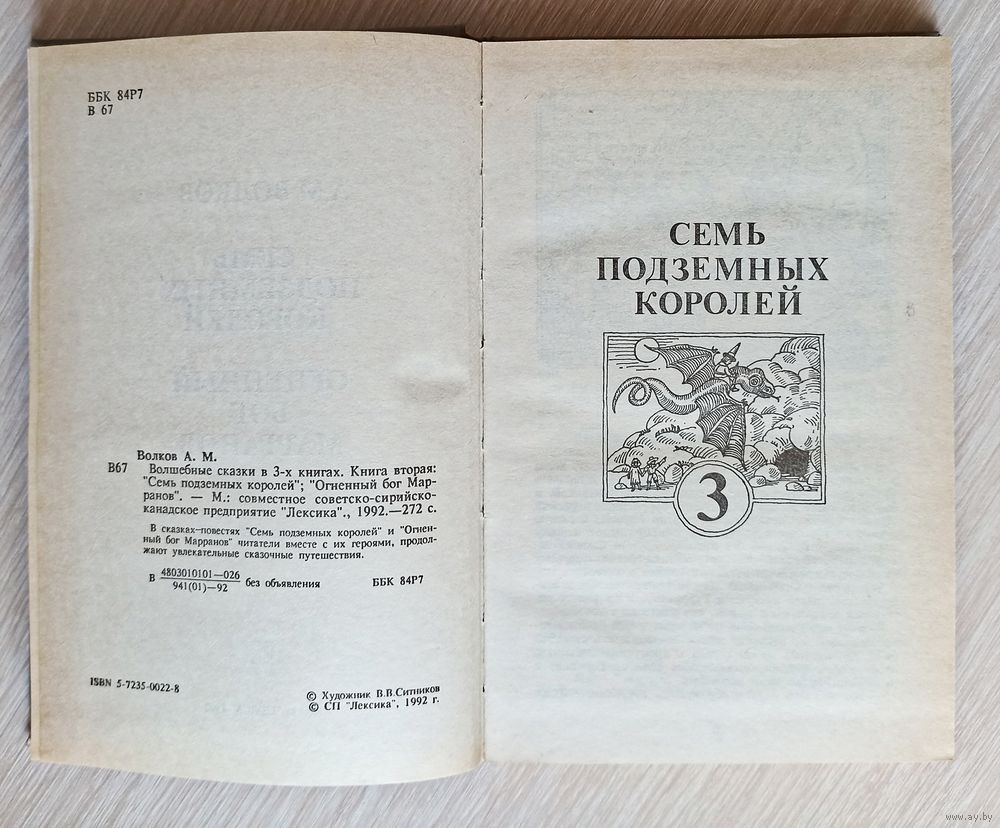 ББК 84Р7
В 67
Волков А. М.
В67 Волшебные сказки в 3-х книгах. Книга вторая:
"Семь подземных королей"; "Огненный бог Мар-
ранов". — М.: совместное советско-сирийско-
канадское предприятие "Лексика"., 1992.—272 с.
В сказках-повестях "Семь подземных королей" и "Огнен-
ный бог Марранов" читатели вместе с их героями, продол-
жают увлекательные сказочные путешествия.
В 4803010101—026 без объявления ББК 84Р7
941(01)—92
ISBN 5-7235-0022-8
© Художник В.В.Ситников
© СП "Лексика", 1992 г.
СЕМЬ
ПОДЗЕМНЫХ
КОРОЛЕЙ
3
www.ay.by